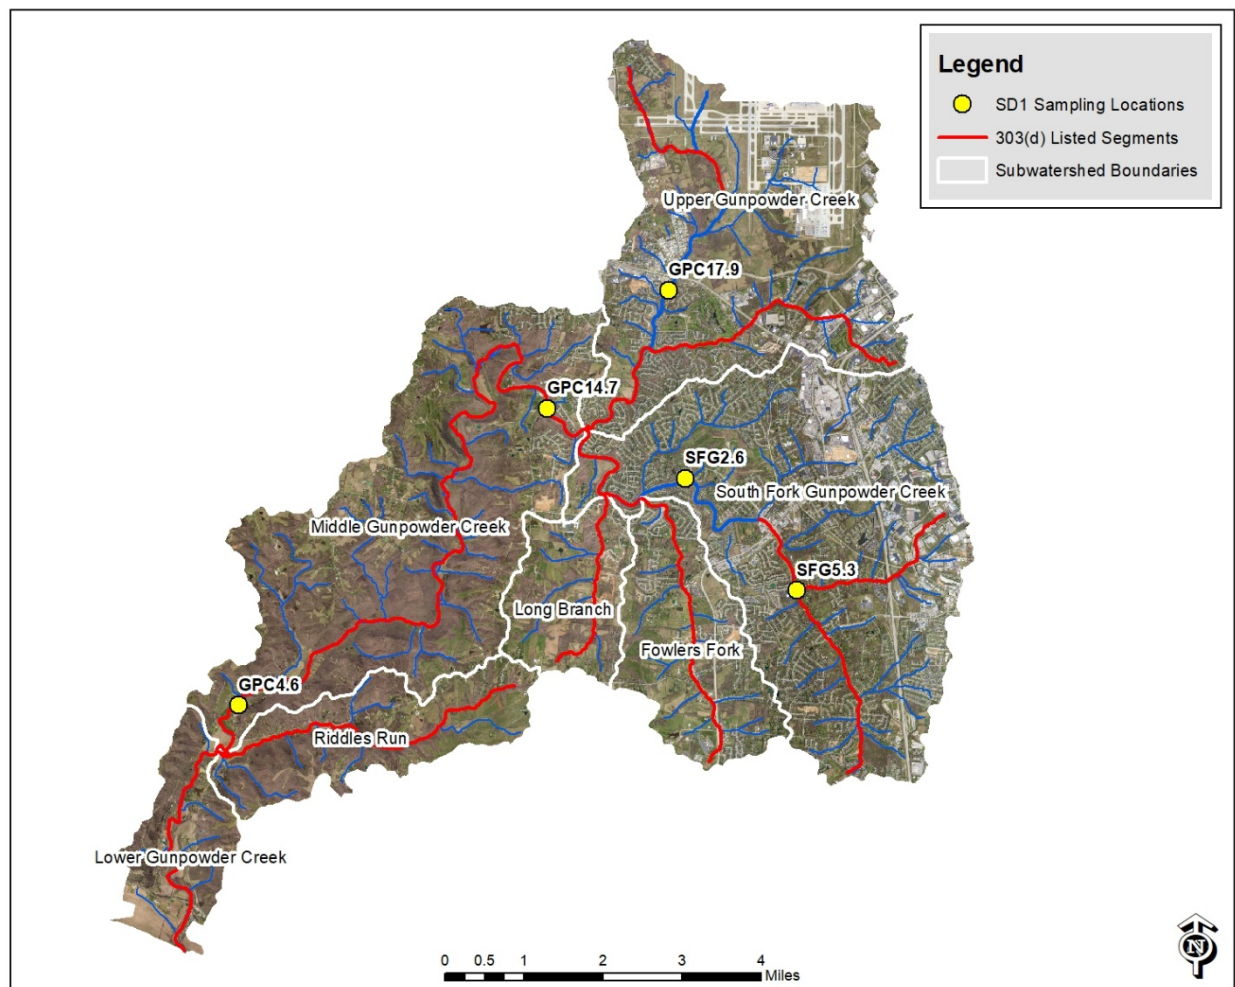 Legend
SD1 Sampling Locations
303(d) Listed Segments
Subwatershed Boundaries
Upper Gunpowder Creek
GPC17.9
GPC14.7
SFG2.6
South Fork Gunpowder Creek
Middle Gunpowder Creek
SFG5.3
Long Branch
Fowlers Fork
GPC4.6
Riddles Run
Lower Gunpowder Creek
N
0 0.5 1 2 3 4
Miles